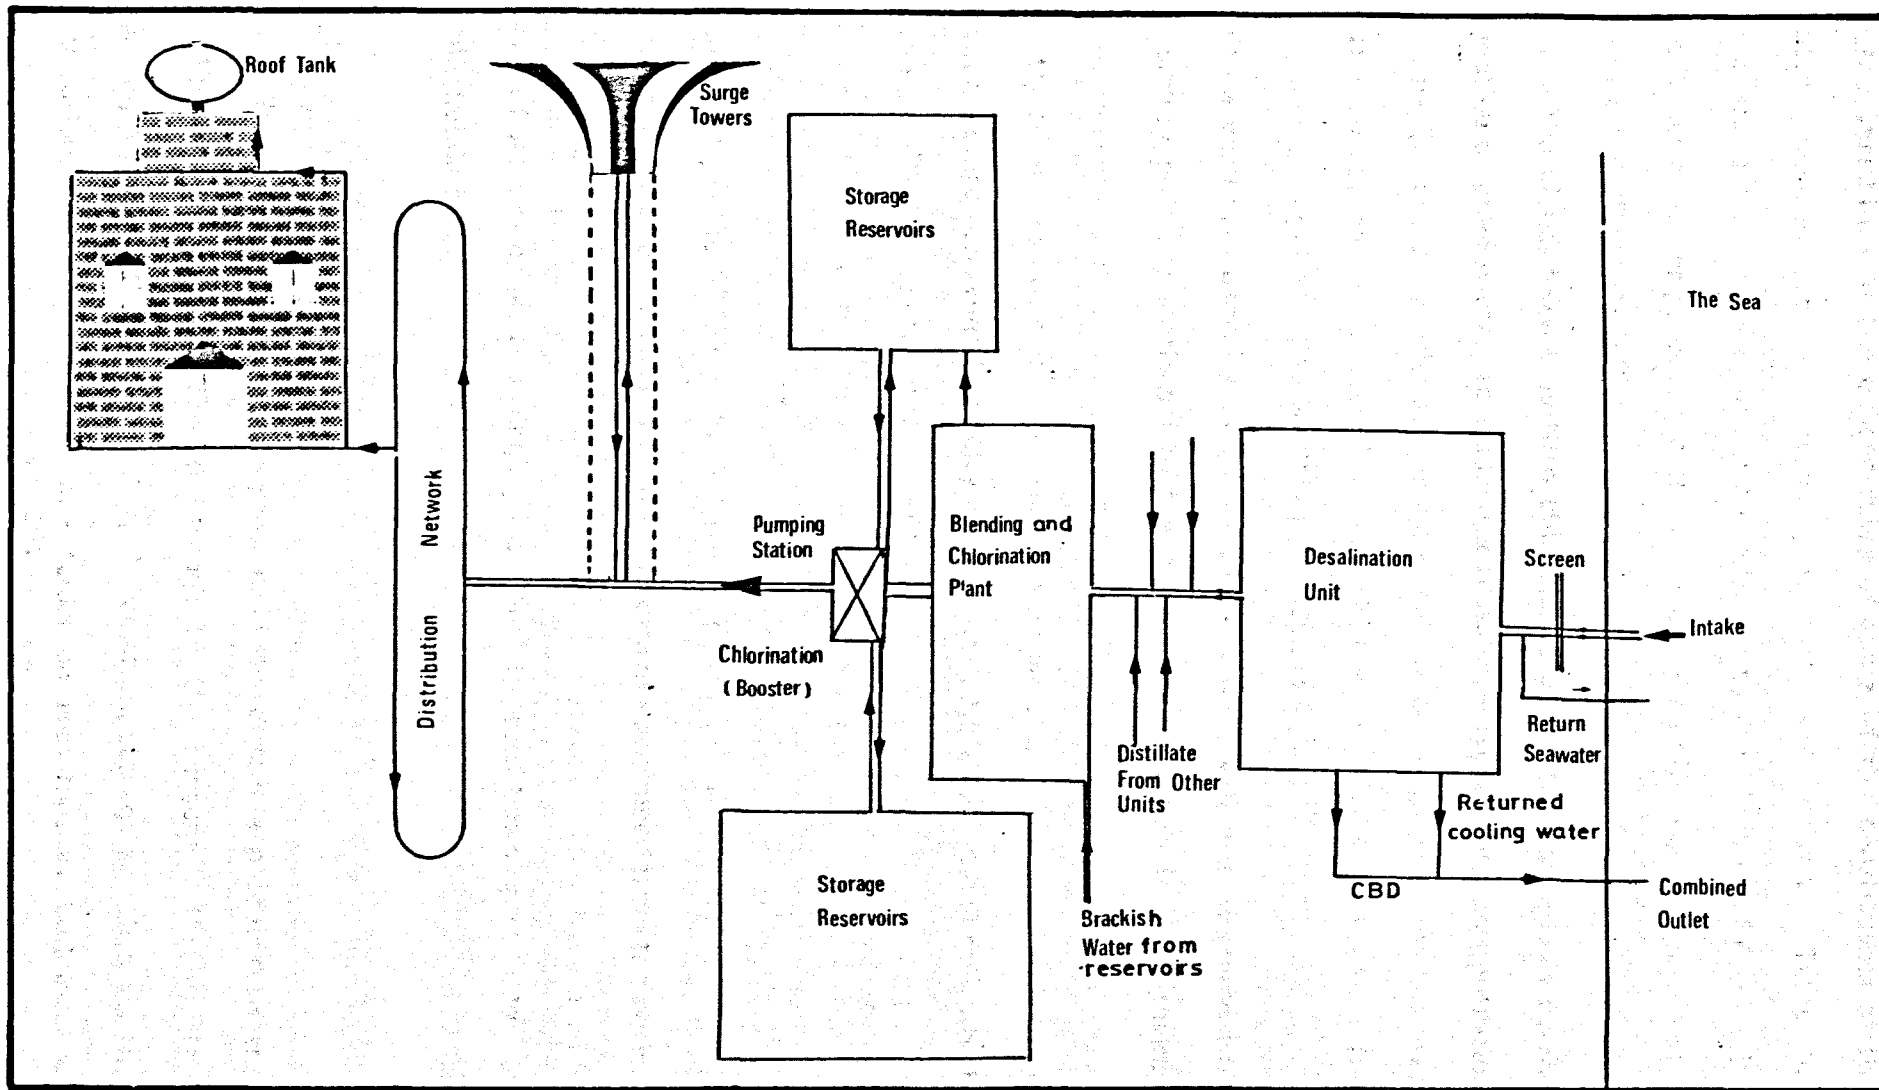 Roof Tank
Surge
Towers
Storage
Reservoirs
The Sea
Distribution Network
Pumping
Station
Blending and
Chlorination
Plant
Desalination
Unit
Screen
Intake
Chlorination
(Booster)
Return
Seawater
Distillate
From Other
Units
Returned
cooling water
CBD
Combined
Outlet
Storage
Reservoirs
Brackish
Water from
reservoirs